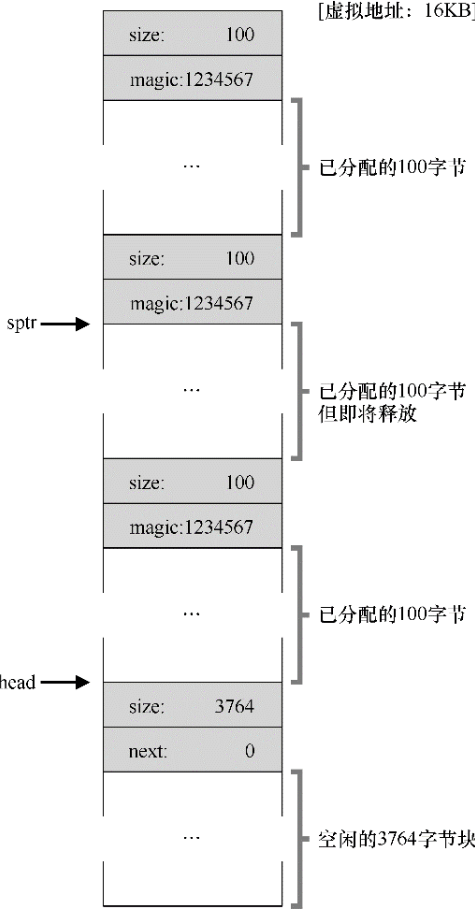 [虚拟地址：16KB]
size: 100
magic:1234567
...
已分配的100字节
size: 100
magic:1234567
sptr
...
已分配的100字节
但即将释放
size: 100
magic:1234567
...
已分配的100字节
head
size: 3764
next: 0
...
空闲的3764字节块